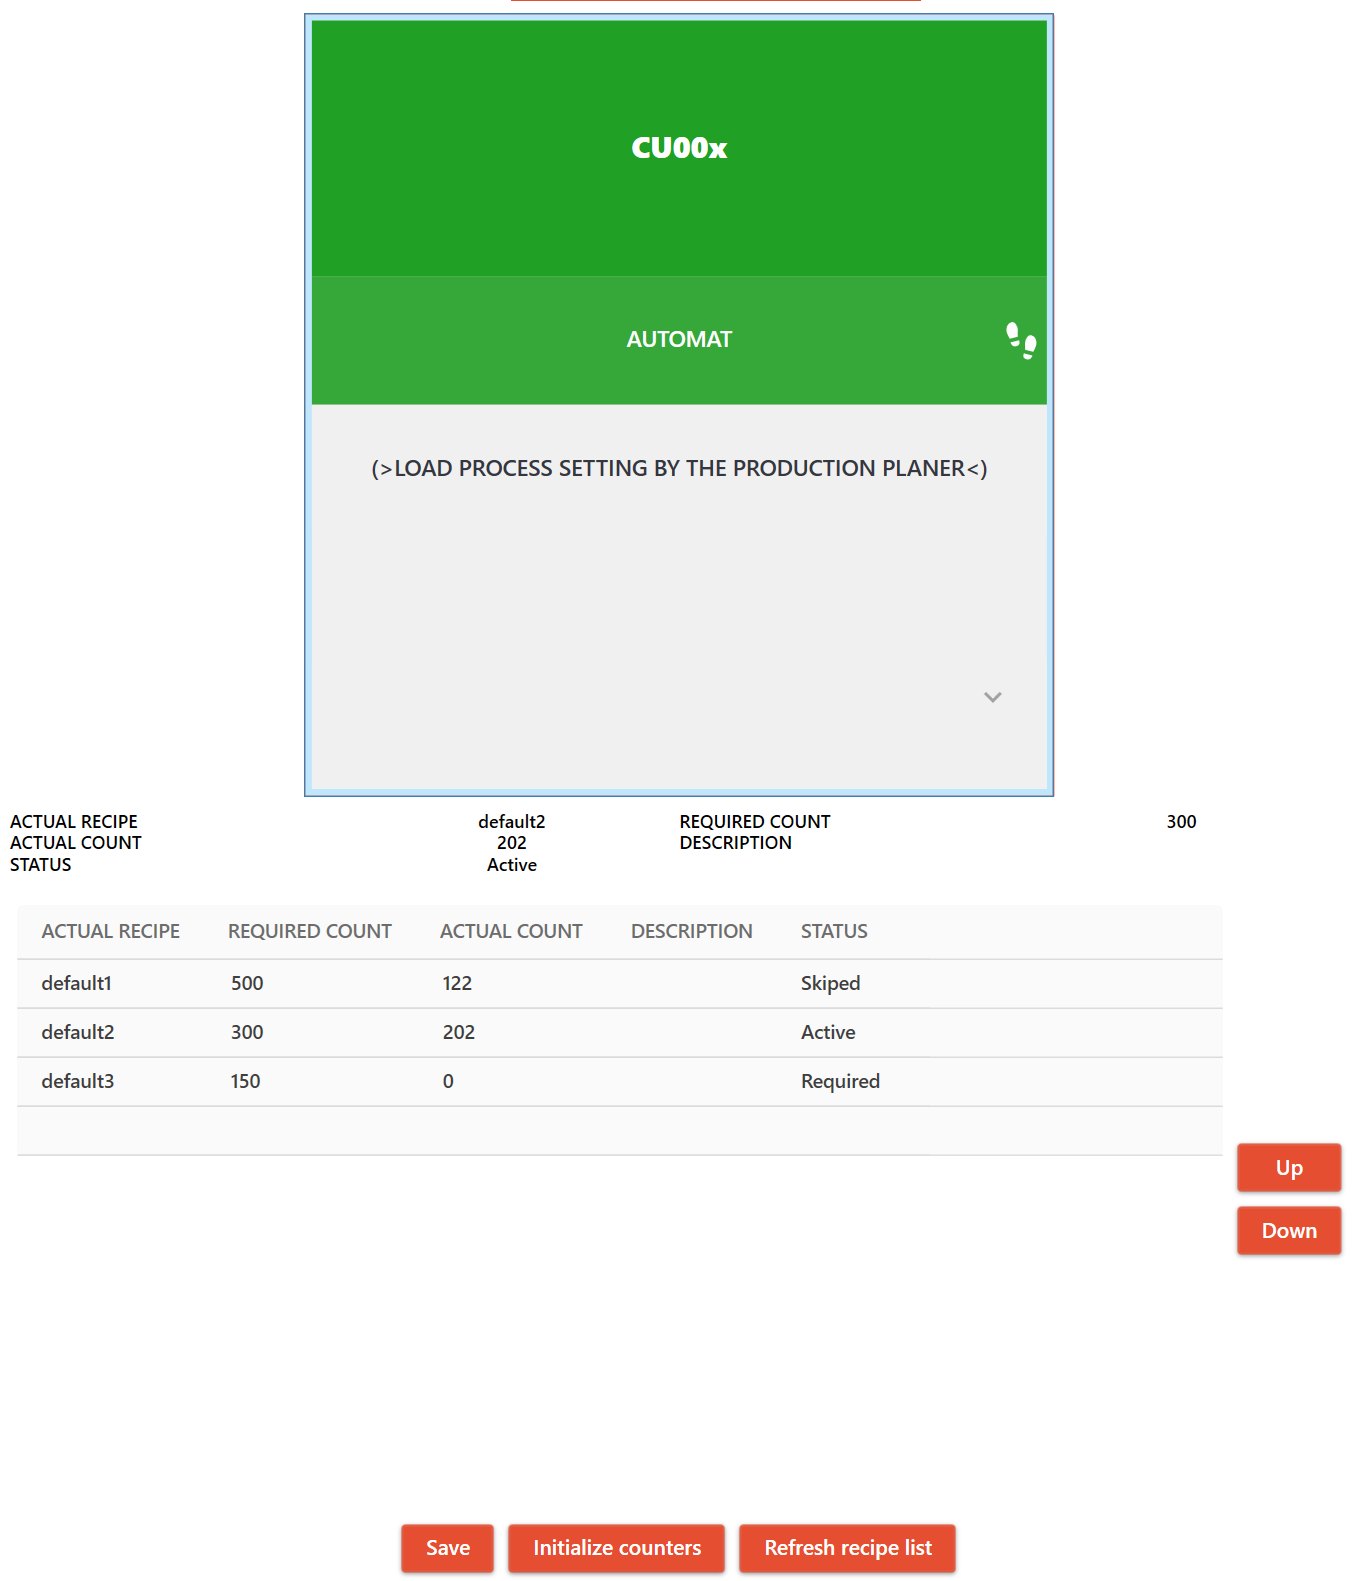 CU00x
AUTOMAT
(>LOAD PROCESS SETTING BY THE PRODUCTION PLANER<)
ACTUAL RECIPE default2 REQUIRED COUNT 300
ACTUAL COUNT 202 DESCRIPTION
STATUS Active
ACTUAL RECIPE REQUIRED COUNT ACTUAL COUNT DESCRIPTION STATUS
default1 500 122 Skiped
default2 300 202 Active
default3 150 0 Required
Up
Down
Save Initialize counters Refresh recipe list